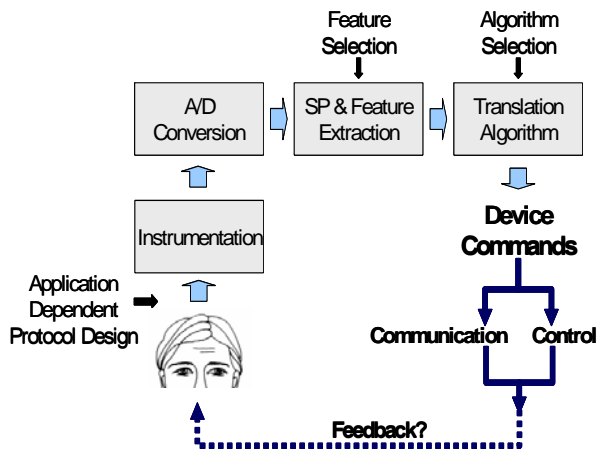 Feature
Selection
Algorithm
Selection
A/D
Conversion
SP & Feature
Extraction
Translation
Algorithm
Instrumentation
Device
Commands
Application
Dependent
Protocol Design
Communication
Control
Feedback?